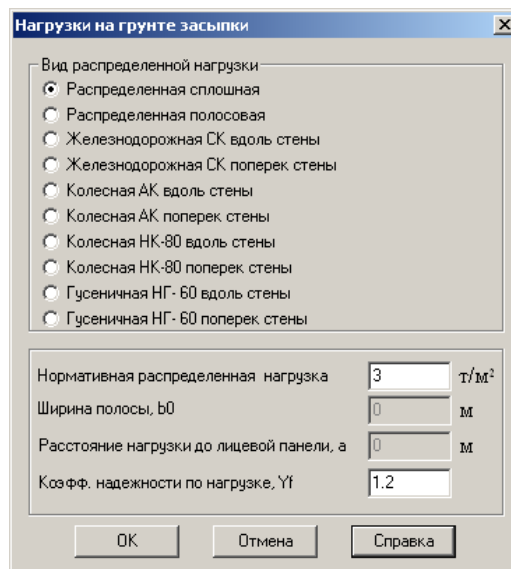 Нагрузки на грунте засыпки
Вид распределенной нагрузки
Распределенная сплошная
Распределенная полосовая
Железнодорожная СК вдоль стены
Железнодорожная СК поперек стены
Колесная АК вдоль стены
Колесная АК поперек стены
Колесная НК-80 вдоль стены
Колесная НК-80 поперек стены
Гусеничная НГ- 60 вдоль стены
Гусеничная НГ- 60 поперек стены
Нормативная распределенная нагрузка 3 т/м²
Ширина полосы, b0 0 м
Расстояние нагрузки до лицевой панели, а 0 м
Коэфф. надежности по нагрузке, Yf 1.2
OK Отмена Справка